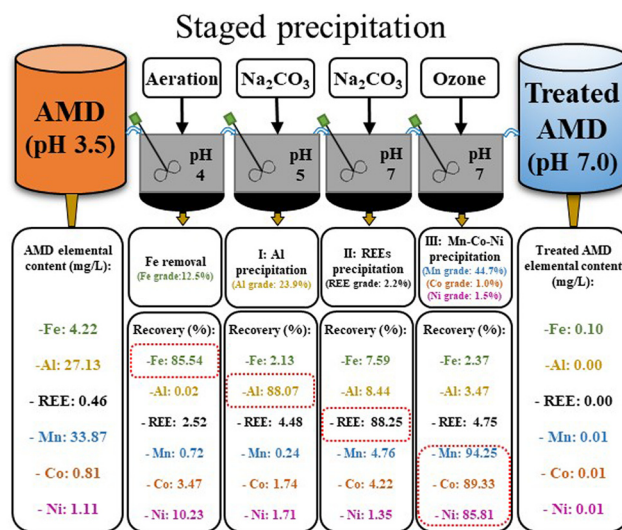 Staged precipitation
AMD
(pH 3.5)
Aeration
Na₂CO₃
Na₂CO₃
Ozone
Treated
AMD
(pH 7.0)
pH
4
pH
5
pH
7
pH
7
AMD elemental
content (mg/L):
-Fe: 4.22
-Al: 27.13
- REE: 0.46
- Mn: 33.87
- Co: 0.81
- Ni: 1.11
Fe removal
(Fe grade:12.5%)
Recovery (%):
-Fe: 85.54
-Al: 0.02
- REE: 2.52
- Mn: 0.72
- Co: 3.47
- Ni: 10.23
I: Al
precipitation
(Al grade: 23.9%)
Recovery (%):
-Fe: 2.13
-Al: 88.07
- REE: 4.48
- Mn: 0.24
- Co: 1.74
- Ni: 1.71
II: REEs
precipitation
(REE grade: 2.2%)
Recovery (%):
-Fe: 7.59
-Al: 8.44
- REE: 88.25
- Mn: 4.76
- Co: 4.22
- Ni: 1.35
III: Mn-Co-Ni
precipitation
(Mn grade: 44.7%)
(Co grade: 1.0%)
(Ni grade: 1.5%)
Recovery (%):
-Fe: 2.37
-Al: 3.47
- REE: 4.75
- Mn: 94.25
- Co: 89.33
- Ni: 85.81
Treated AMD
elemental content
(mg/L):
-Fe: 0.10
-Al: 0.00
- REE: 0.00
- Mn: 0.01
- Co: 0.01
- Ni: 0.01